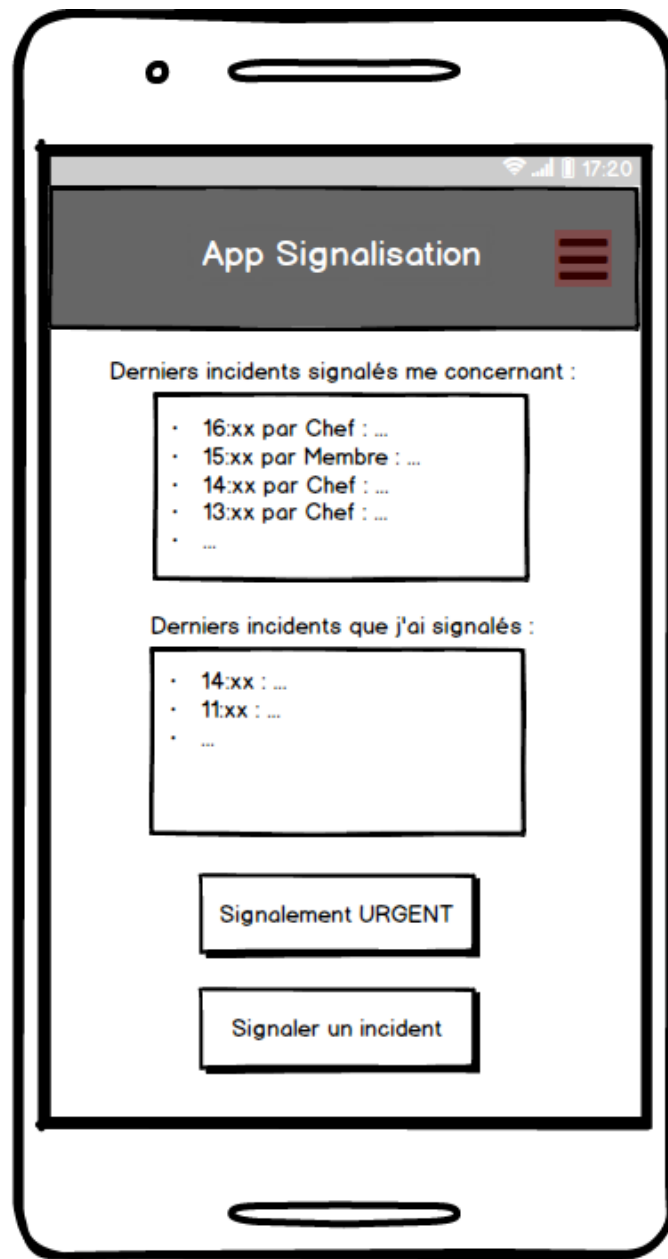 17:20
App Signalisation
Derniers incidents signalés me concernant :
· 16:xx par Chef : ...
· 15:xx par Membre : ...
· 14:xx par Chef : ...
· 13:xx par Chef : ...
· ...
Derniers incidents que j'ai signalés :
· 14:xx : ...
· 11:xx : ...
· ...
Signalement URGENT
Signaler un incident